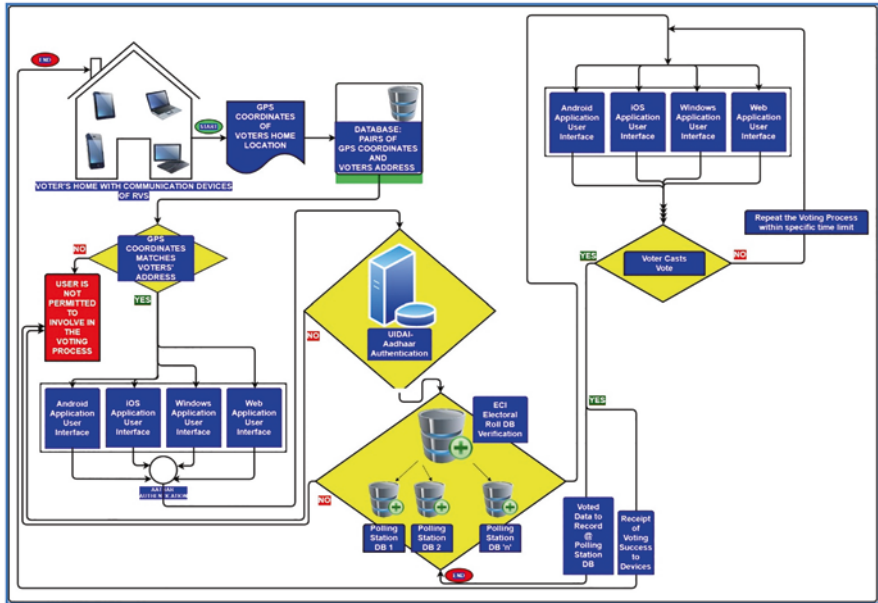 END
START
GPS
COORDINATES
OF
VOTERS HOME
LOCATION
DATABASE:
PAIRS OF
GPS COORDINATES
AND
VOTERS ADDRESS
VOTER'S HOME WITH COMMUNICATION DEVICES
OF RVS
GPS
COORDINATES
MATCHES
VOTERS'
ADDRESS
NO
YES
USER IS
NOT
PERMITTED
TO
INVOLVE IN
THE
VOTING
PROCESS
Android
Application
User
Interface
iOS
Application
User
Interface
Windows
Application
User
Interface
Web
Application
User
Interface
AUTHENTICATION
UIDAI-
Aadhaar
Authentication
NO
ECI
Electoral
Roll DB
Verification
NO
Polling
Station
DB 1
Polling
Station
DB 2
Polling
Station
DB 'n'
END
Android
Application
User
Interface
iOS
Application
User
Interface
Windows
Application
User
Interface
Web
Application
User
Interface
Repeat the Voting Process
within specific time limit
YES
Voter Casts
Vote
NO
YES
Voted
Data to
Record
@
Polling
Station
DB
Receipt
of
Voting
Success
to
Devices